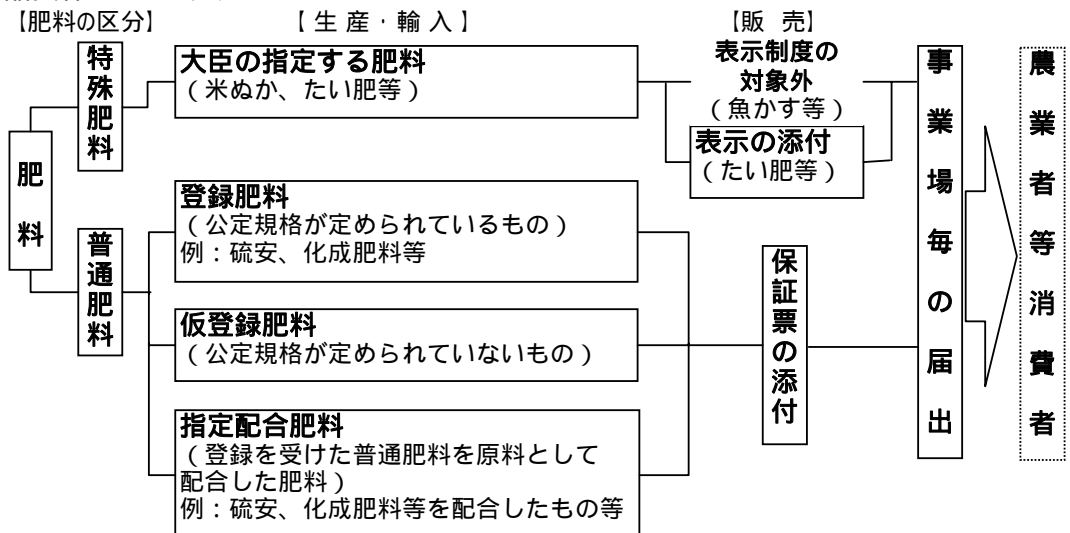 【肥料の区分】
【生産・輸入】
【販 売】
肥料
特殊肥料
大臣の指定する肥料
（米ぬか、たい肥等）
表示制度の
対象外
（魚かす等）
表示の添付
（たい肥等）
普通肥料
登録肥料
（公定規格が定められているもの）
例：硫安、化成肥料等
仮登録肥料
（公定規格が定められていないもの）
指定配合肥料
（登録を受けた普通肥料を原料として
配合した肥料）
例：硫安、化成肥料等を配合したもの等
保証票の添付
事業場毎の届出
農業者等消費者